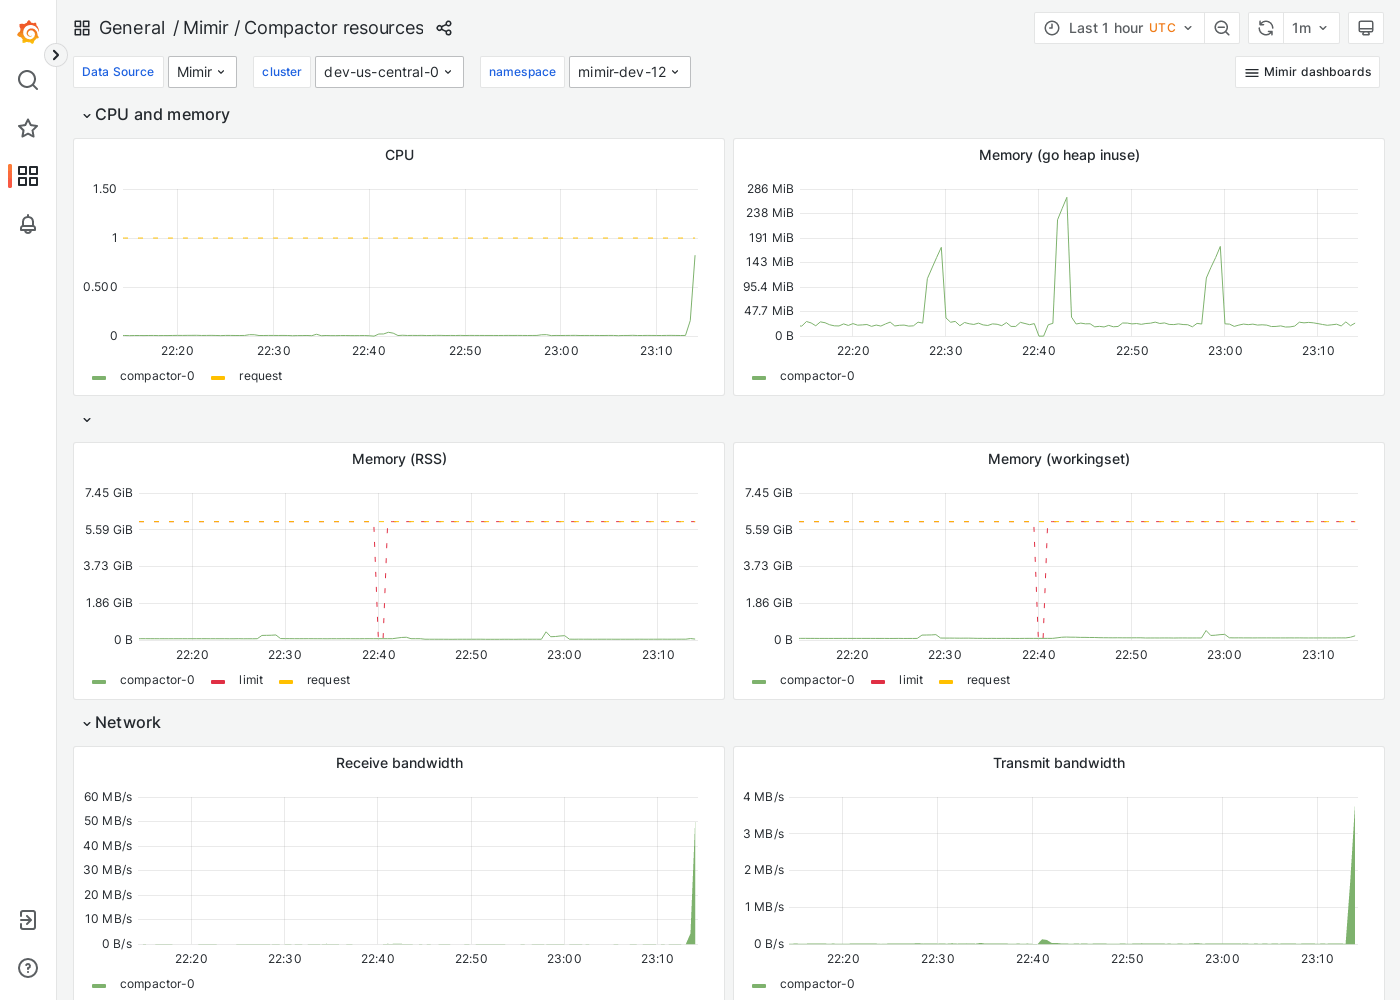 General / Mimir / Compactor resources
Last 1 hour UTC
1m
Data Source Mimir cluster dev-us-central-0 namespace mimir-dev-12
Mimir dashboards
CPU and memory
CPU
1.50
1
0.500
0
22:20 22:30 22:40 22:50 23:00 23:10
compactor-0 request
Memory (go heap inuse)
286 MiB
238 MiB
191 MiB
143 MiB
95.4 MiB
47.7 MiB
0 B
22:20 22:30 22:40 22:50 23:00 23:10
compactor-0
Memory (RSS)
7.45 GiB
5.59 GiB
3.73 GiB
1.86 GiB
0 B
22:20 22:30 22:40 22:50 23:00 23:10
compactor-0 limit request
Memory (workingset)
7.45 GiB
5.59 GiB
3.73 GiB
1.86 GiB
0 B
22:20 22:30 22:40 22:50 23:00 23:10
compactor-0 limit request
Network
Receive bandwidth
60 MB/s
50 MB/s
40 MB/s
30 MB/s
20 MB/s
10 MB/s
0 B/s
22:20 22:30 22:40 22:50 23:00 23:10
compactor-0
Transmit bandwidth
4 MB/s
3 MB/s
2 MB/s
1 MB/s
0 B/s
22:20 22:30 22:40 22:50 23:00 23:10
compactor-0